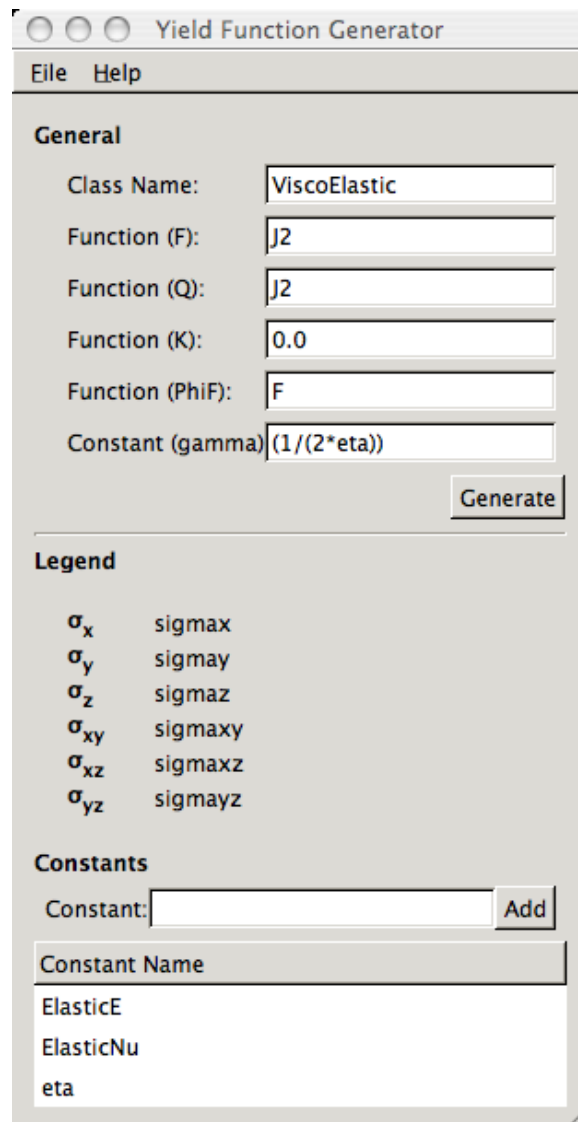 Yield Function Generator
File Help
General
Class Name: ViscoElastic
Function (F): J2
Function (Q): J2
Function (K): 0.0
Function (PhiF): F
Constant (gamma) (1/(2*eta))
Generate
Legend
σx sigmax
σy sigmay
σz sigmaz
σxy sigmaxy
σxz sigmaxz
σyz sigmayz
Constants
Constant: Add
Constant Name
ElasticE
ElasticNu
eta